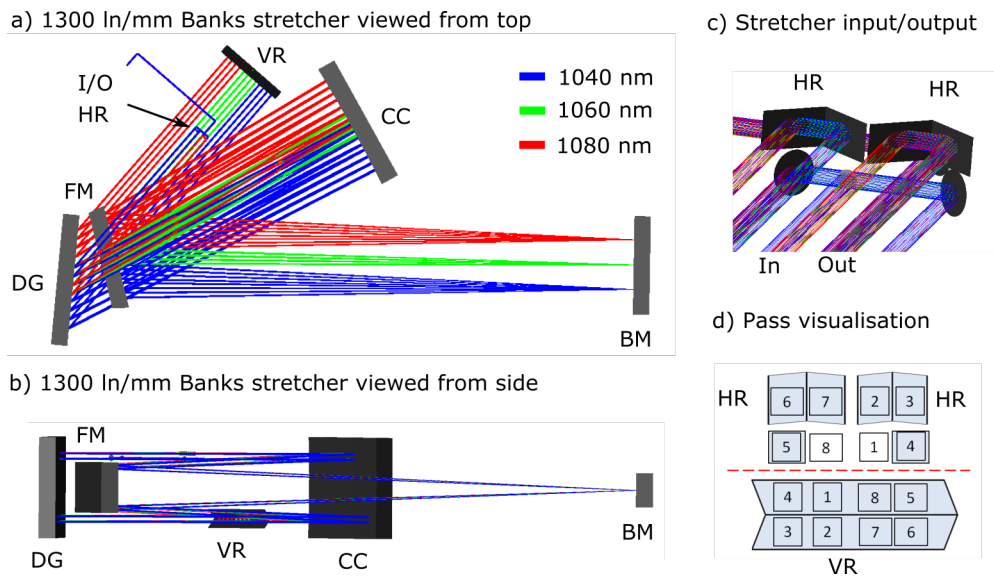 a) 1300 ln/mm Banks stretcher viewed from top
VR
I/O
HR
CC
1040 nm
1060 nm
1080 nm
FM
DG
BM
b) 1300 ln/mm Banks stretcher viewed from side
FM
BM
DG
VR
CC
c) Stretcher input/output
HR
HR
In
Out
d) Pass visualisation
HR
6 7 2 3
HR
5 8 1 4
4 1 8 5
3 2 7 6
VR